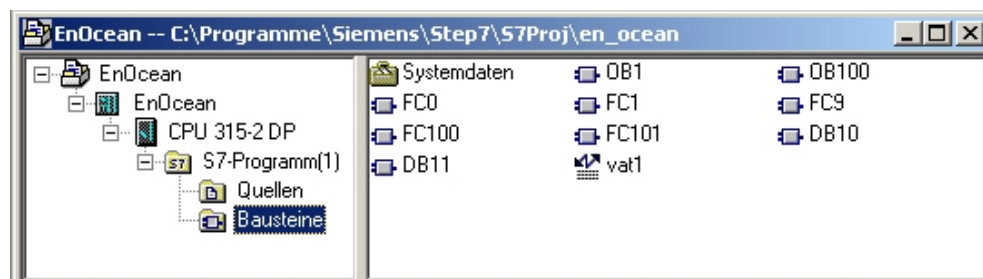 EnOcean -- C:\Programme\Siemens\Step7\S7Proj\en_ocean
EnOcean
EnOcean
CPU 315-2 DP
S7-Programm(1)
Quellen
Bausteine
Systemdaten OB1 OB100
FC0 FC1 FC9
FC100 FC101 DB10
DB11 vat1